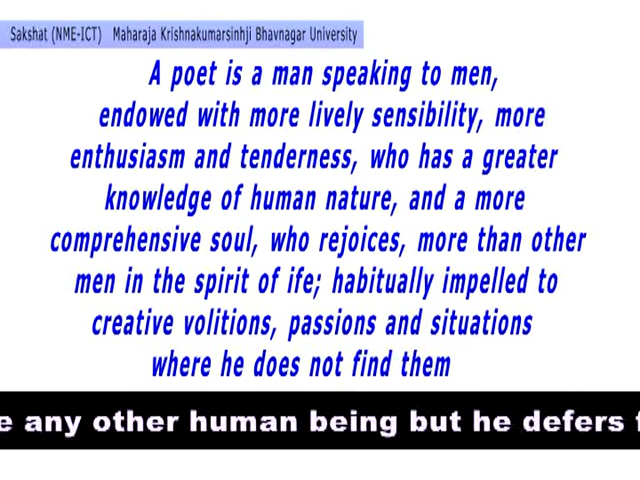 Sakshat (NME-ICT) Maharaja Krishnakumarsinhji Bhavnagar University
A poet is a man speaking to men,
endowed with more lively sensibility, more
enthusiasm and tenderness, who has a greater
knowledge of human nature, and a more
comprehensive soul, who rejoices, more than other
men in the spirit of ife; habitually impelled to
creative volitions, passions and situations
where he does not find them
any other human being but he defers